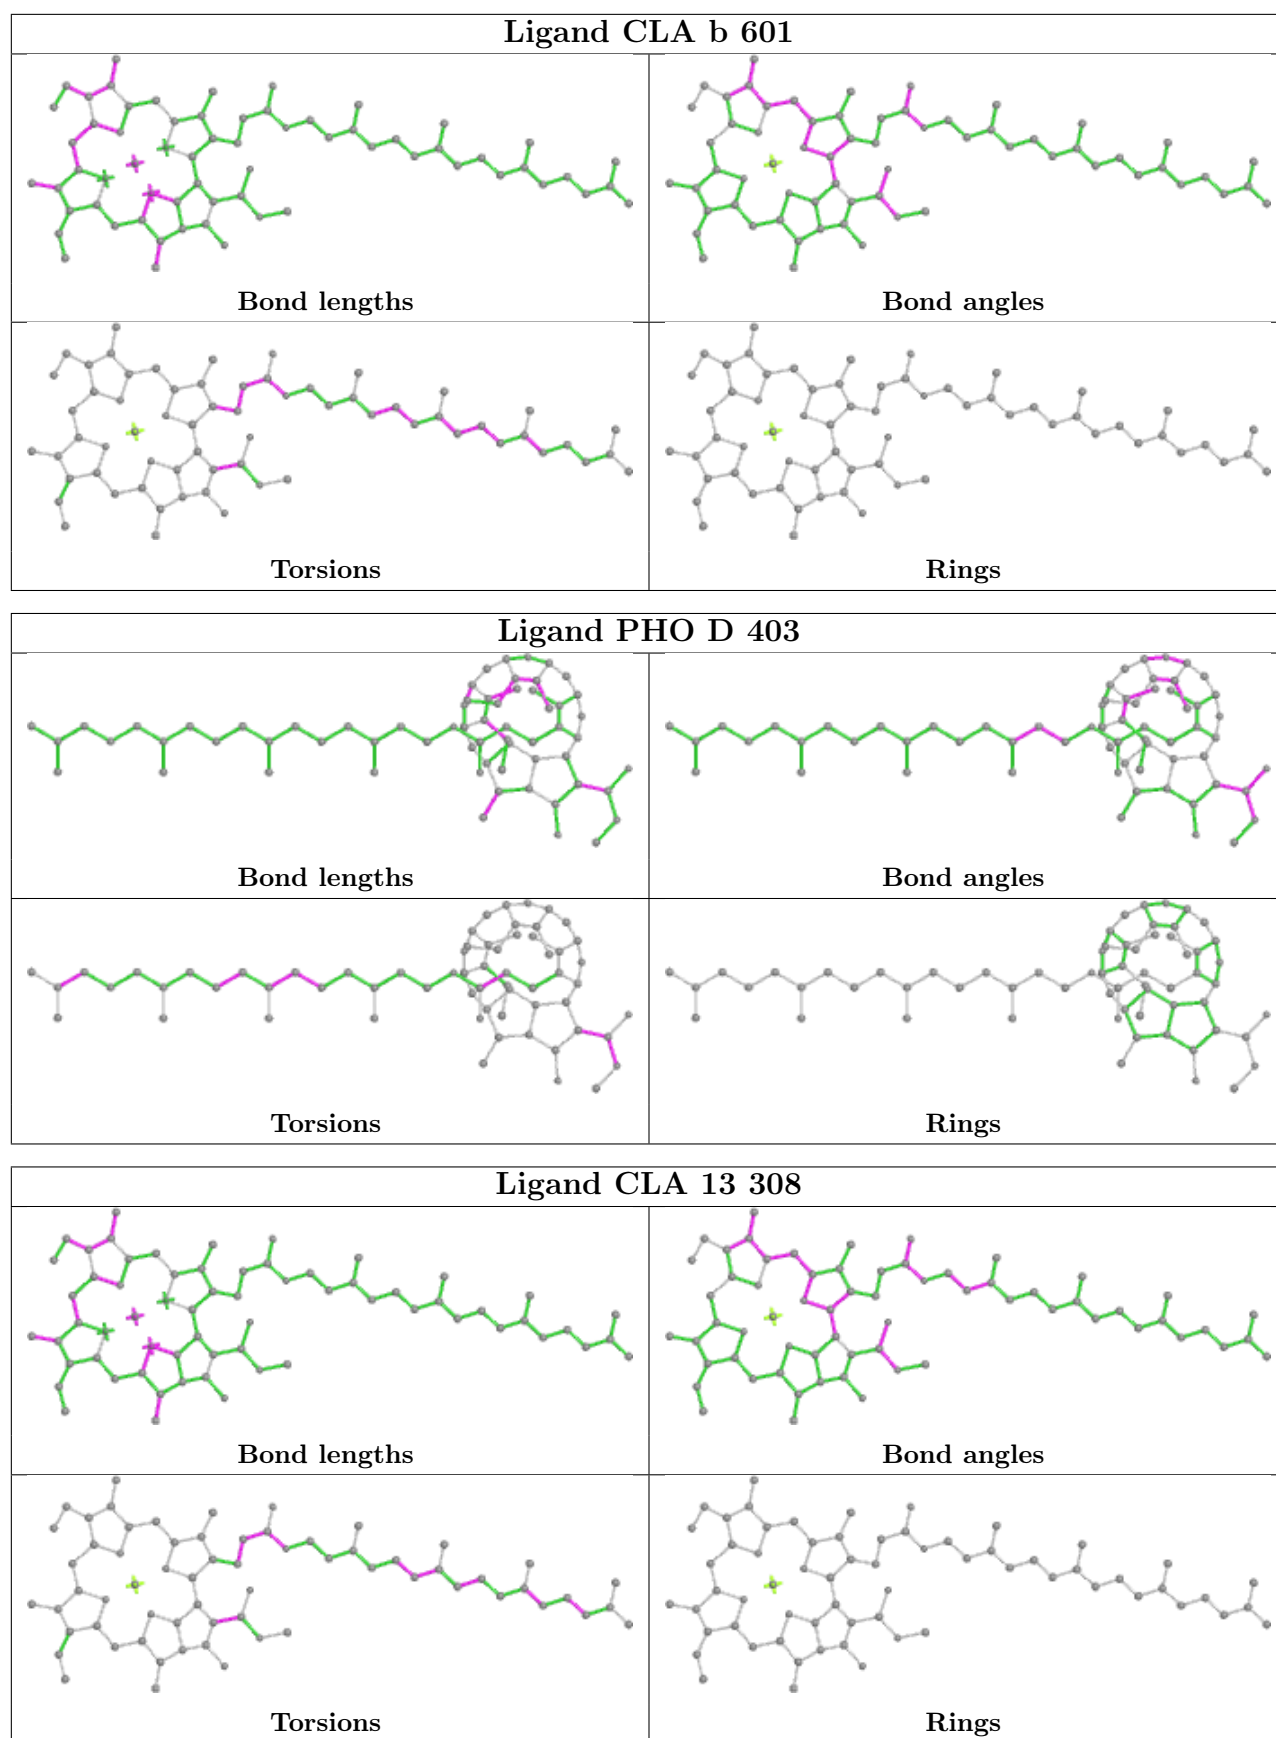 Ligand CLA b 601
Bond lengths
Bond angles
Torsions
Rings
Ligand PHO D 403
Bond lengths
Bond angles
Torsions
Rings
Ligand CLA 13 308
Bond lengths
Bond angles
Torsions
Rings